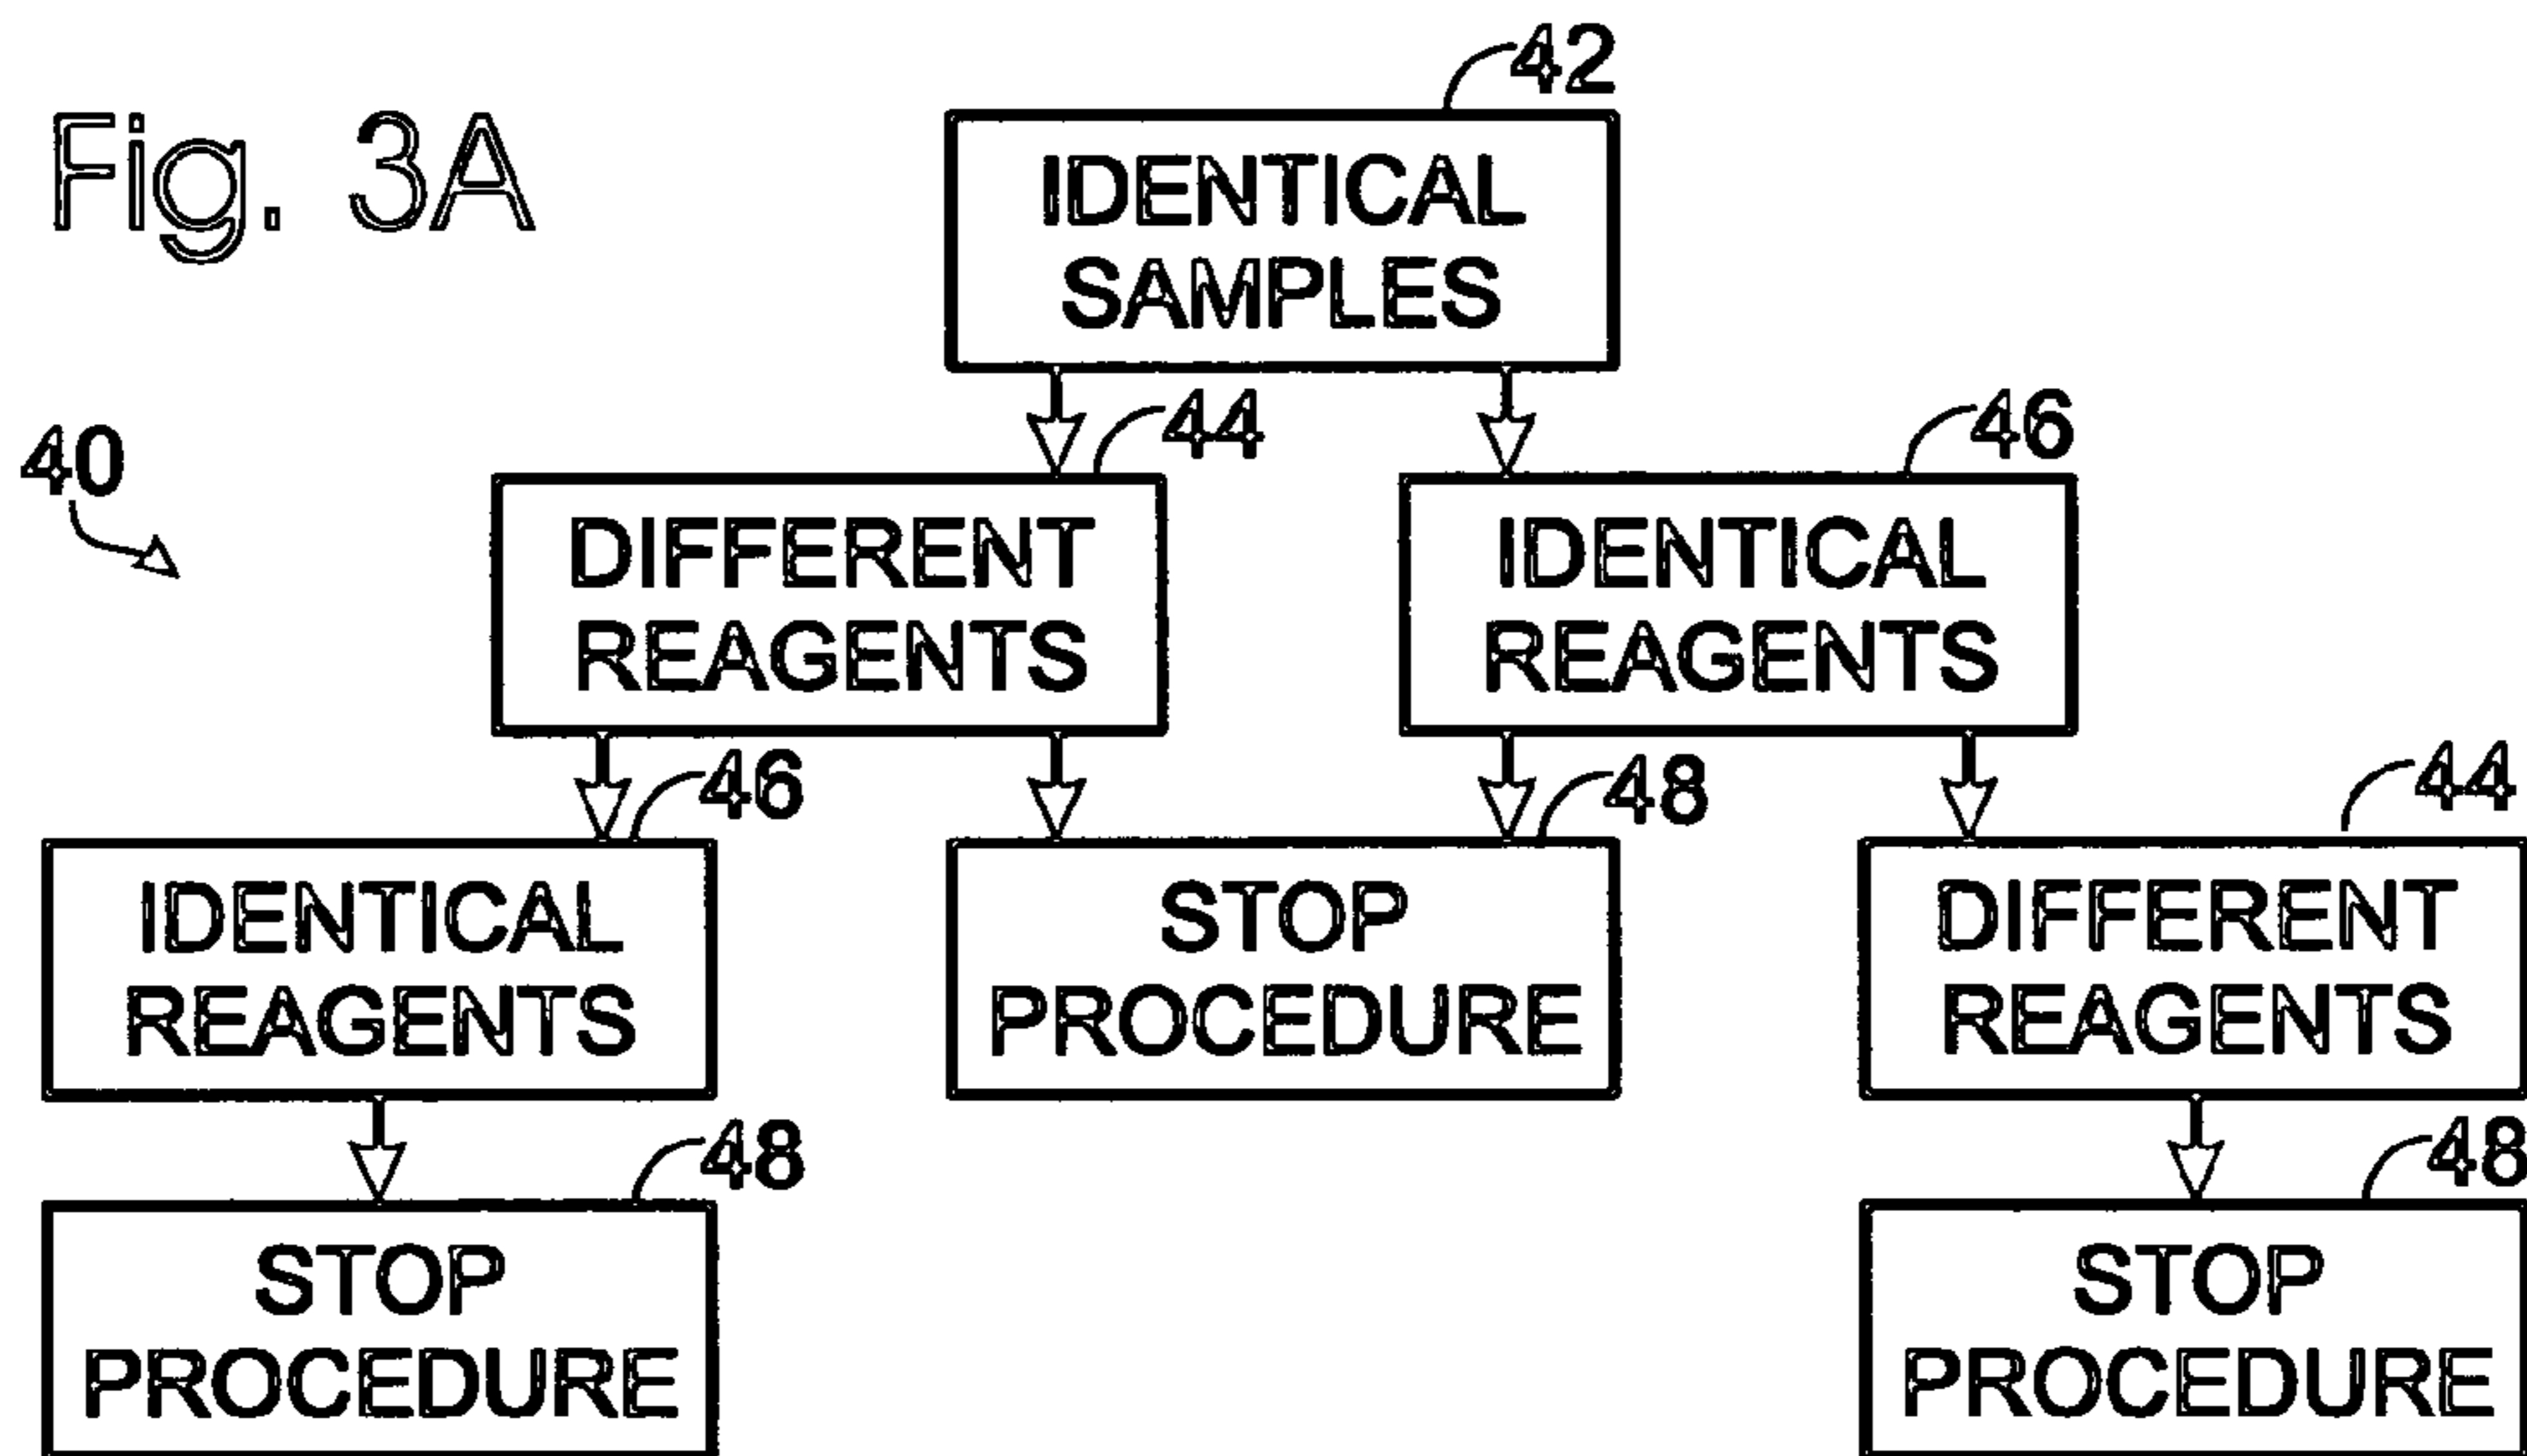 Fig. 3A
42
IDENTICAL
SAMPLES
40
44
46
DIFFERENT
REAGENTS
IDENTICAL
REAGENTS
46
48
44
IDENTICAL
REAGENTS
STOP
PROCEDURE
DIFFERENT
REAGENTS
48
48
STOP
PROCEDURE
STOP
PROCEDURE